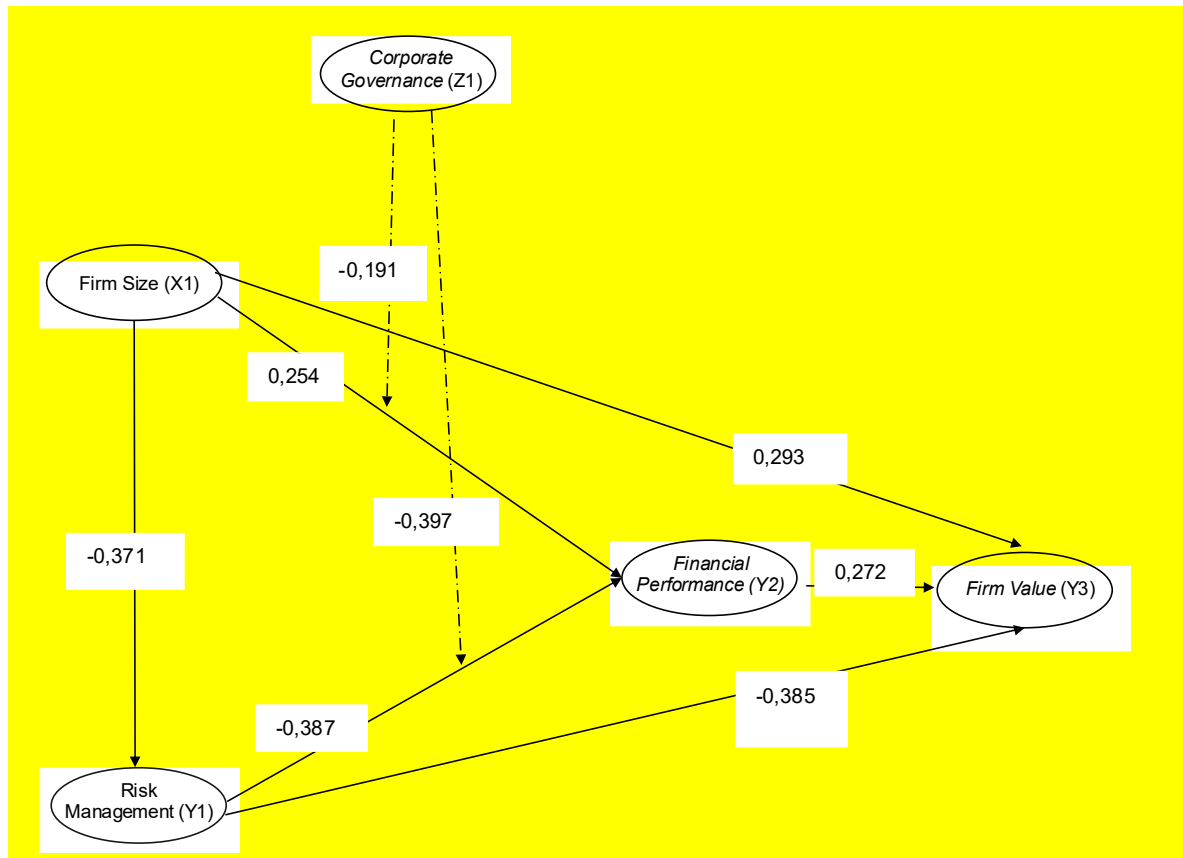 Corporate
Governance (Z1)
-0,191
Firm Size (X1)
0,254
0,293
-0,397
-0,371
Financial
Performance (Y2)
0,272
Firm Value (Y3)
-0,387
-0,385
Risk
Management (Y1)